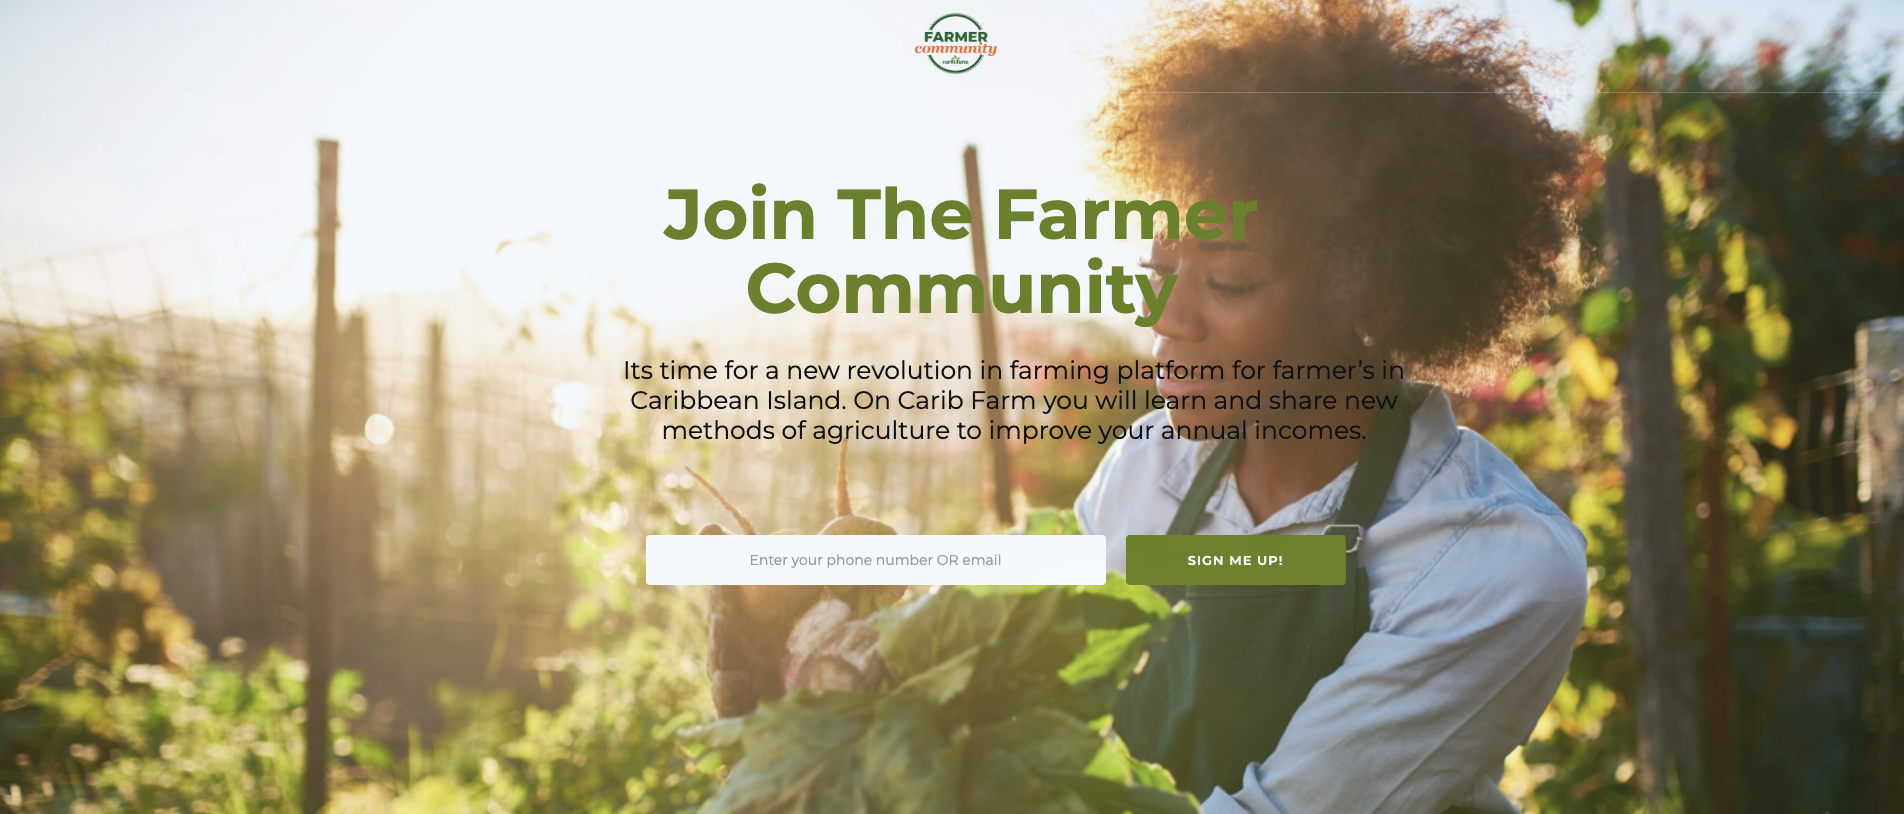 FARMER
community
caribfarm
Join The Farmer
Community
Its time for a new revolution in farming platform for farmer’s in
Caribbean Island. On Carib Farm you will learn and share new
methods of agriculture to improve your annual incomes.
Enter your phone number OR email
SIGN ME UP!